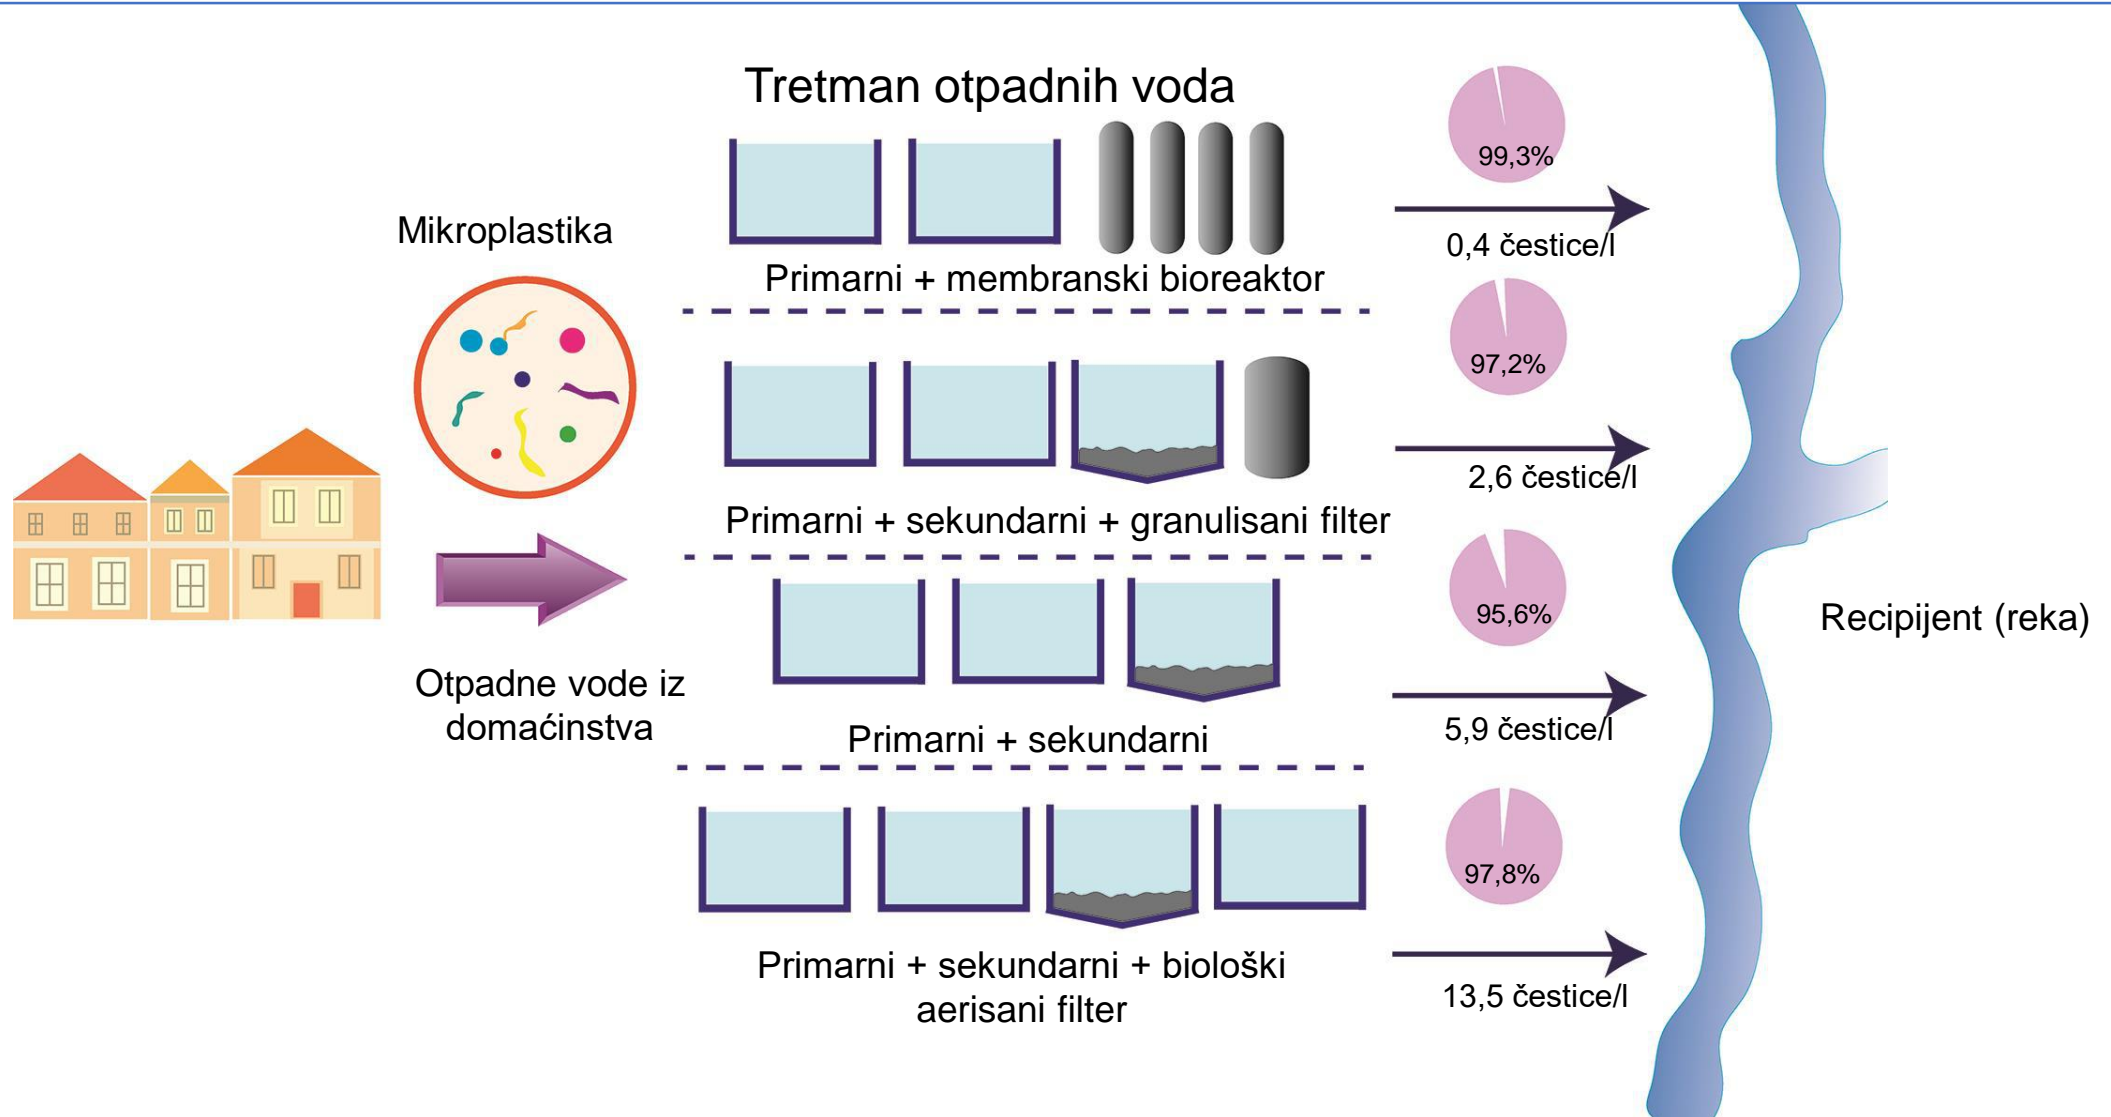 Tretman otpadnih voda
Mikroplastika
Otpadne vode iz
domaćinstva
99,3%
0,4 čestice/l
Primarni + membranski bioreaktor
97,2%
2,6 čestice/l
Primarni + sekundarni + granulisani filter
95,6%
5,9 čestice/l
Primarni + sekundarni
97,8%
13,5 čestice/l
Primarni + sekundarni + biološki
aerisani filter
Recipijent (reka)